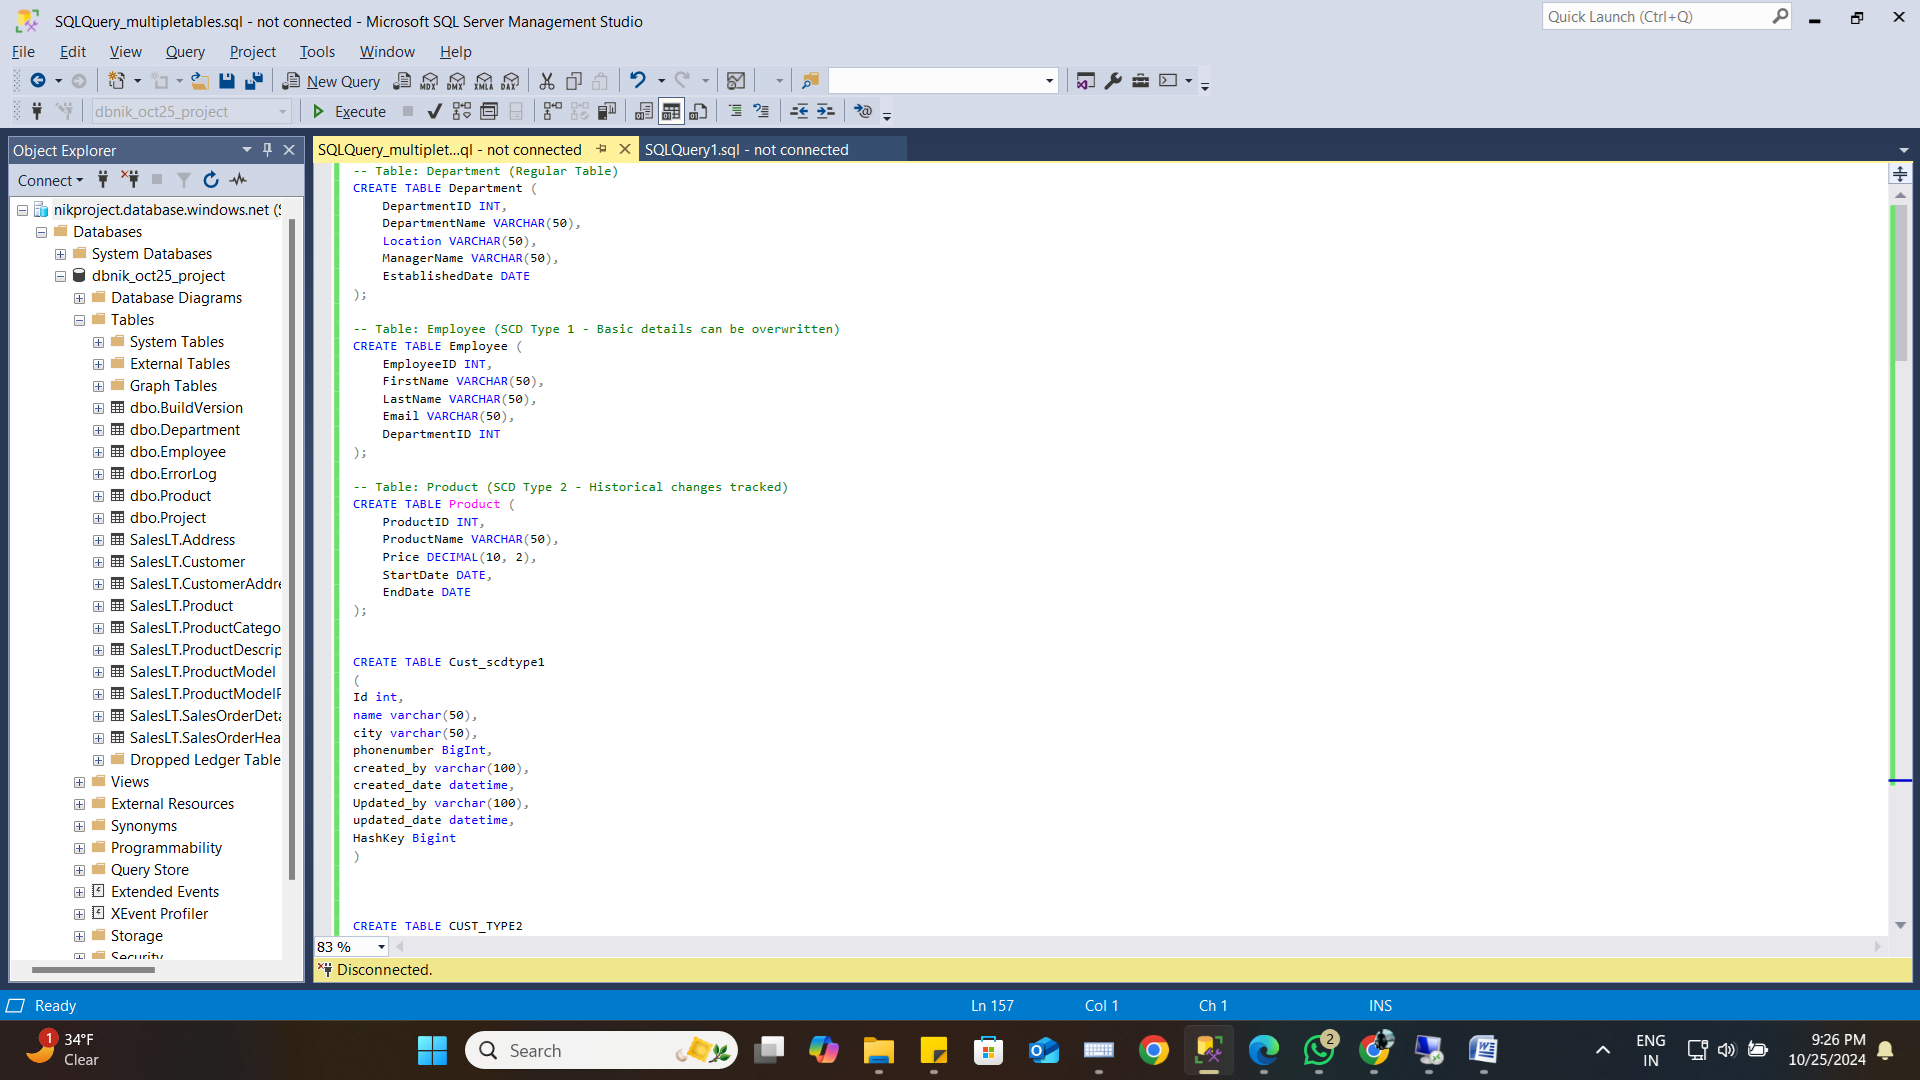 SQLQuery_multipletables.sql - not connected - Microsoft SQL Server Management Studio
Quick Launch (Ctrl+Q)
File Edit View Query Project Tools Window Help
New Query MDX DMX XMLA DAX
dbnik_oct25_project Execute
Object Explorer
SQLQuery_multiplet...ql - not connected SQLQuery1.sql - not connected
Connect
nikproject.database.windows.net (S
Databases
System Databases
dbnik_oct25_project
Database Diagrams
Tables
System Tables
External Tables
Graph Tables
dbo.BuildVersion
dbo.Department
dbo.Employee
dbo.ErrorLog
dbo.Product
dbo.Project
SalesLT.Address
SalesLT.Customer
SalesLT.CustomerAddre
SalesLT.Product
SalesLT.ProductCatego
SalesLT.ProductDescrip
SalesLT.ProductModel
SalesLT.ProductModelP
SalesLT.SalesOrderDeta
SalesLT.SalesOrderHea
Dropped Ledger Table
Views
External Resources
Synonyms
Programmability
Query Store
Extended Events
XEvent Profiler
Storage
Security
-- Table: Department (Regular Table)
CREATE TABLE Department (
DepartmentID INT,
DepartmentName VARCHAR(50),
Location VARCHAR(50),
ManagerName VARCHAR(50),
EstablishedDate DATE
);
-- Table: Employee (SCD Type 1 - Basic details can be overwritten)
CREATE TABLE Employee (
EmployeeID INT,
FirstName VARCHAR(50),
LastName VARCHAR(50),
Email VARCHAR(50),
DepartmentID INT
);
-- Table: Product (SCD Type 2 - Historical changes tracked)
CREATE TABLE Product (
ProductID INT,
ProductName VARCHAR(50),
Price DECIMAL(10, 2),
StartDate DATE,
EndDate DATE
);
CREATE TABLE Cust_scdtype1
(
Id int,
name varchar(50),
city varchar(50),
phonenumber BigInt,
created_by varchar(100),
created_date datetime,
Updated_by varchar(100),
updated_date datetime,
HashKey Bigint
)
CREATE TABLE CUST_TYPE2
83 %
Disconnected.
Ready Ln 157 Col 1 Ch 1 INS
1 34°F
Clear
Search
2
ENG
IN
9:26 PM
10/25/2024